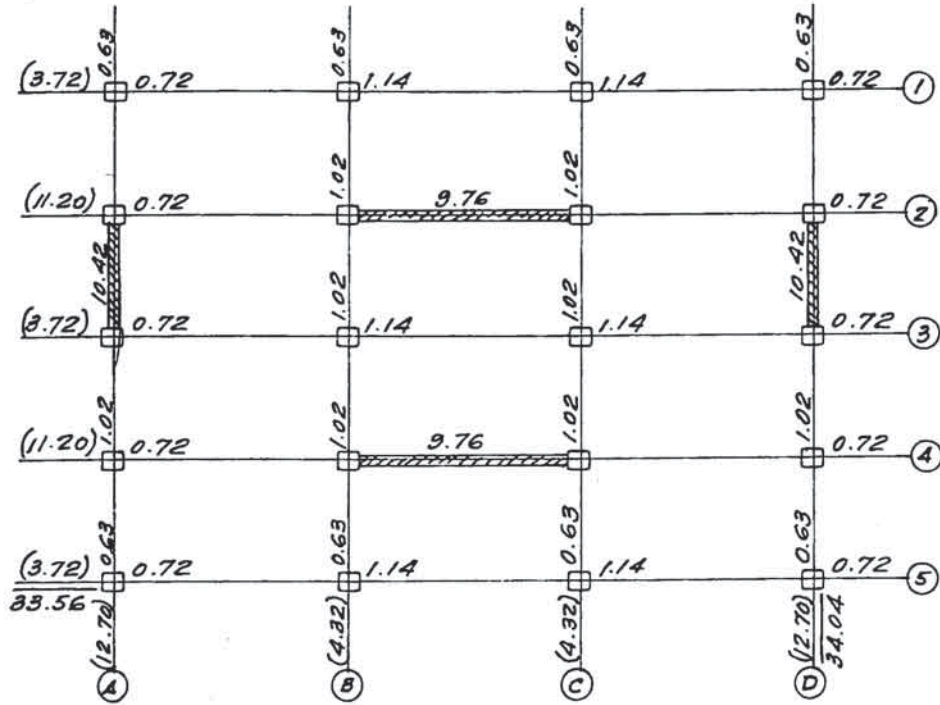 0.63 0.63 0.63 0.63
(3.72) 0.72 1.14 1.14 0.72 1
1.02 1.02
(11.20) 0.72 9.76 0.72 2
10.42 1.02 1.02 10.42
(3.72) 0.72 1.14 1.14 0.72 3
1.02 1.02 1.02 1.02
(11.20) 0.72 9.76 0.72 4
0.63 0.63 0.63 0.63
(3.72) 0.72 1.14 1.14 0.72 5
33.56
(12.70) (4.32) (4.32) (12.70) 34.04
A B C D